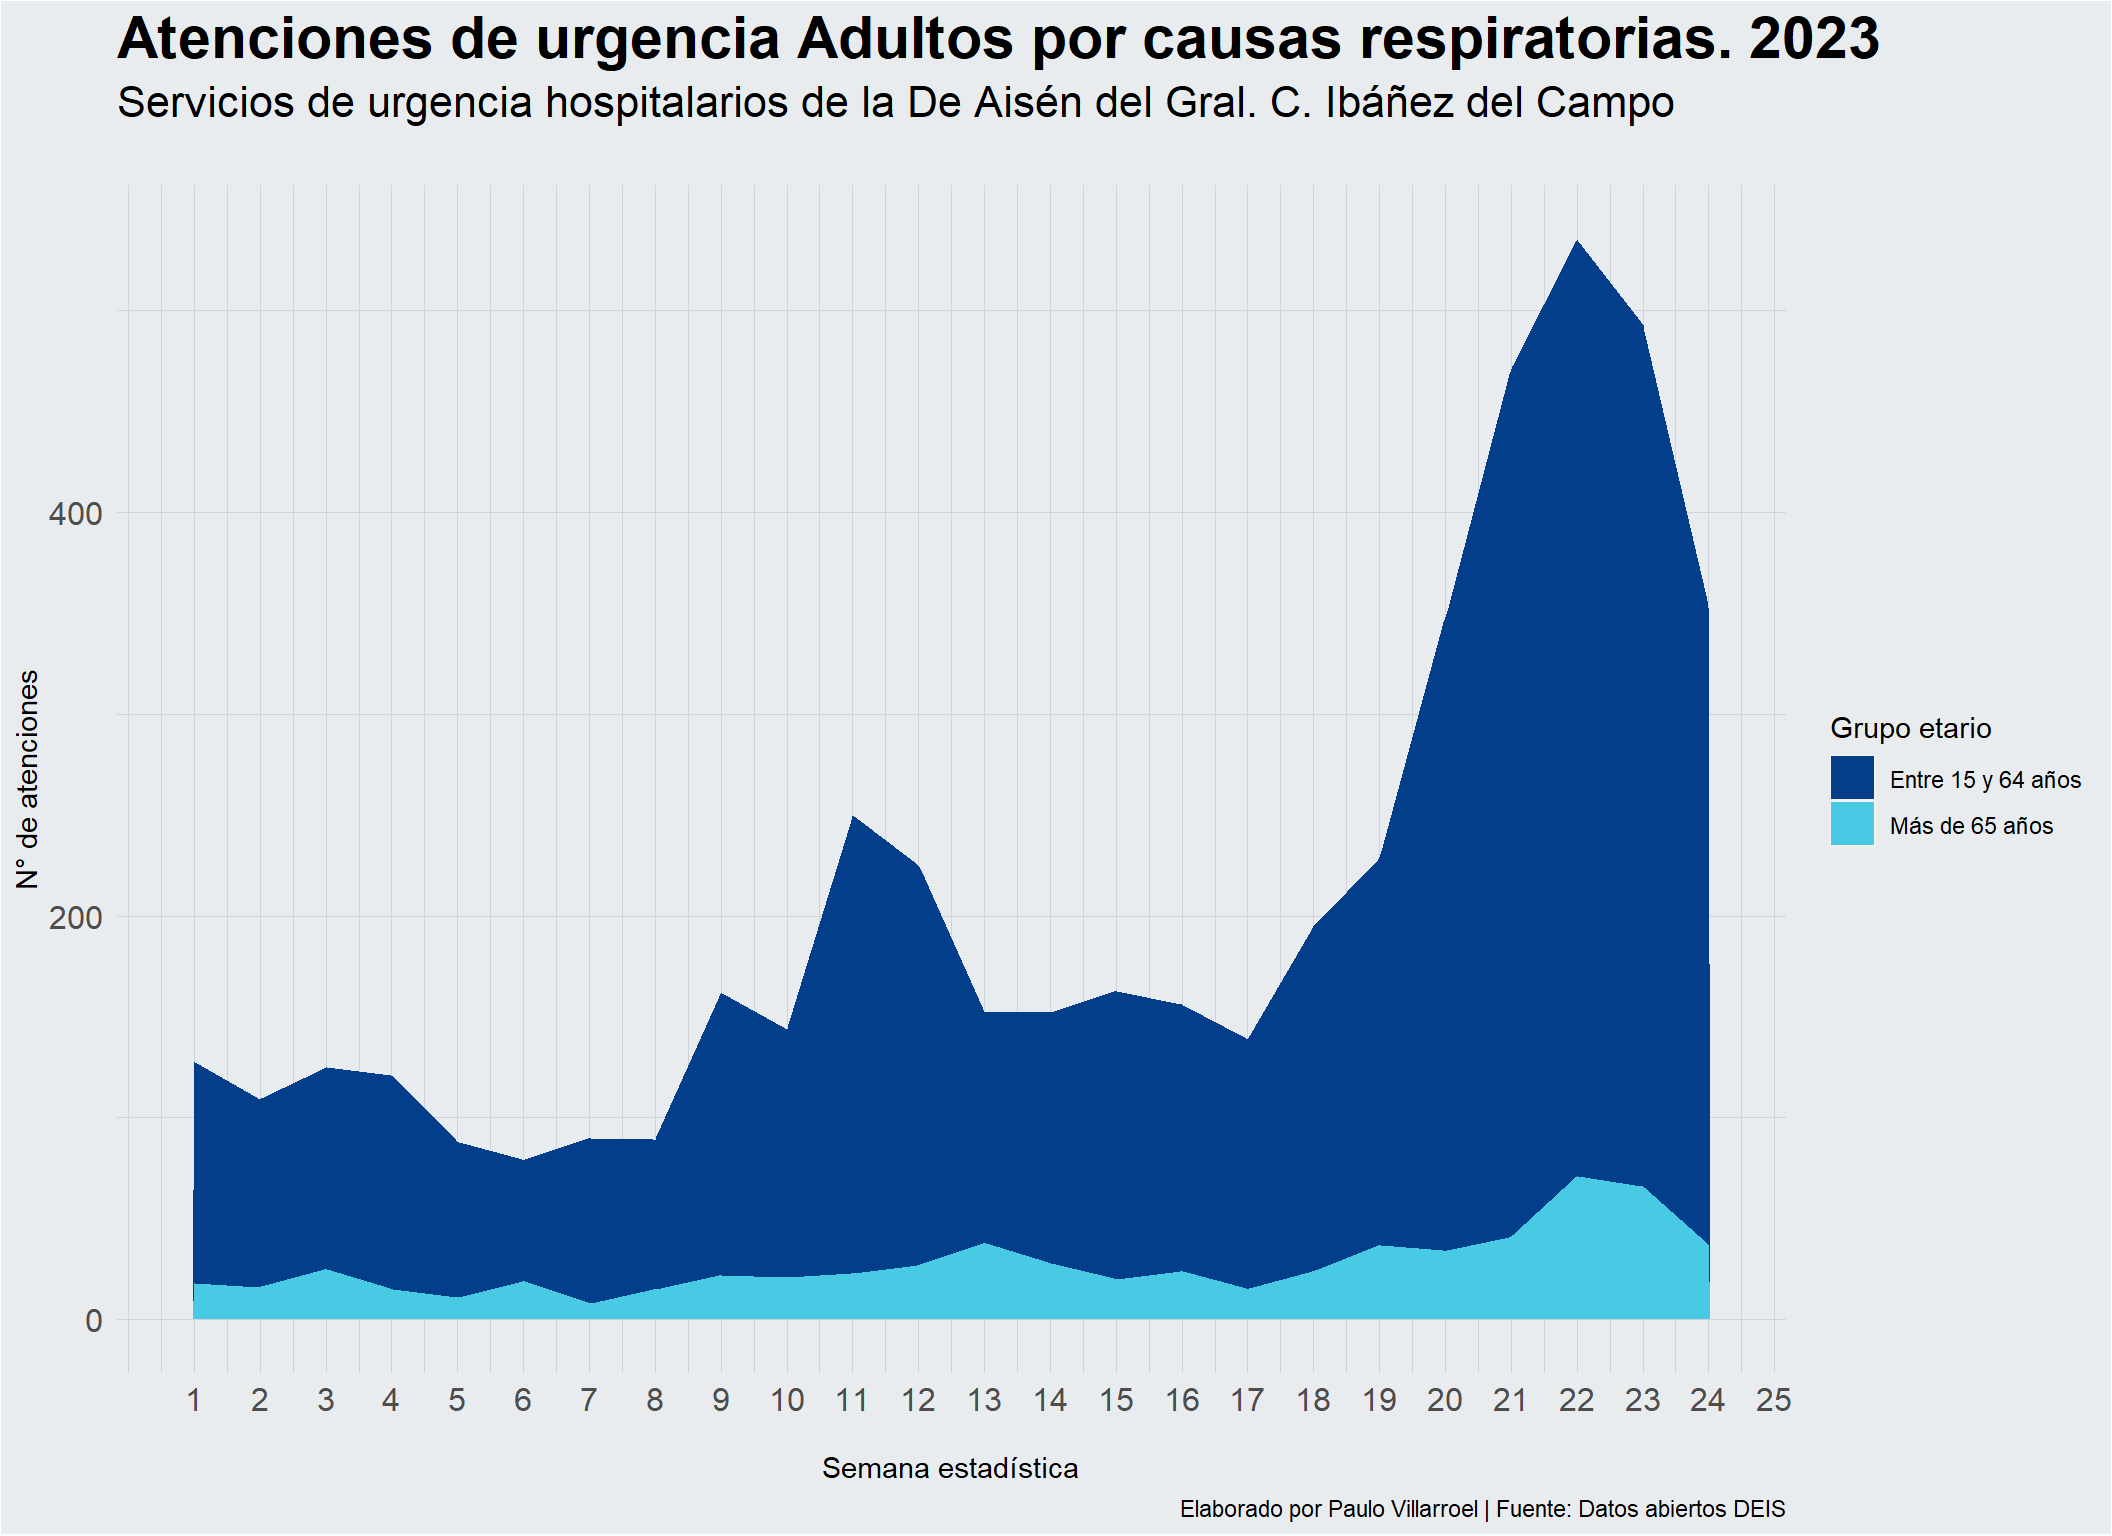 Atenciones de urgencia Adultos por causas respiratorias. 2023
Servicios de urgencia hospitalarios de la De Aisén del Gral. C. Ibáñez del Campo
400
200
0
N° de atenciones
1 2 3 4 5 6 7 8 9 10 11 12 13 14 15 16 17 18 19 20 21 22 23 24 25
Semana estadística
Grupo etario
Entre 15 y 64 años
Más de 65 años
Elaborado por Paulo Villarroel | Fuente: Datos abiertos DEIS